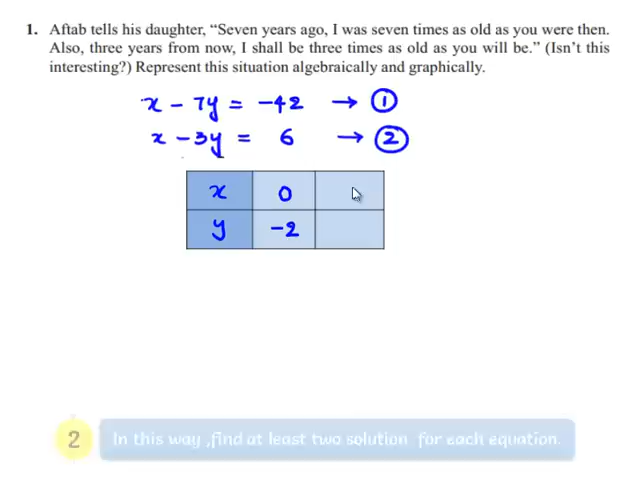 1. Aftab tells his daughter, “Seven years ago, I was seven times as old as you were then.
Also, three years from now, I shall be three times as old as you will be.” (Isn't this
interesting?) Represent this situation algebraically and graphically.
x - 7y = -42 → ①
x - 3y = 6 → ②
x 0
y -2
2 In this way ,find at least two solution for each equation.